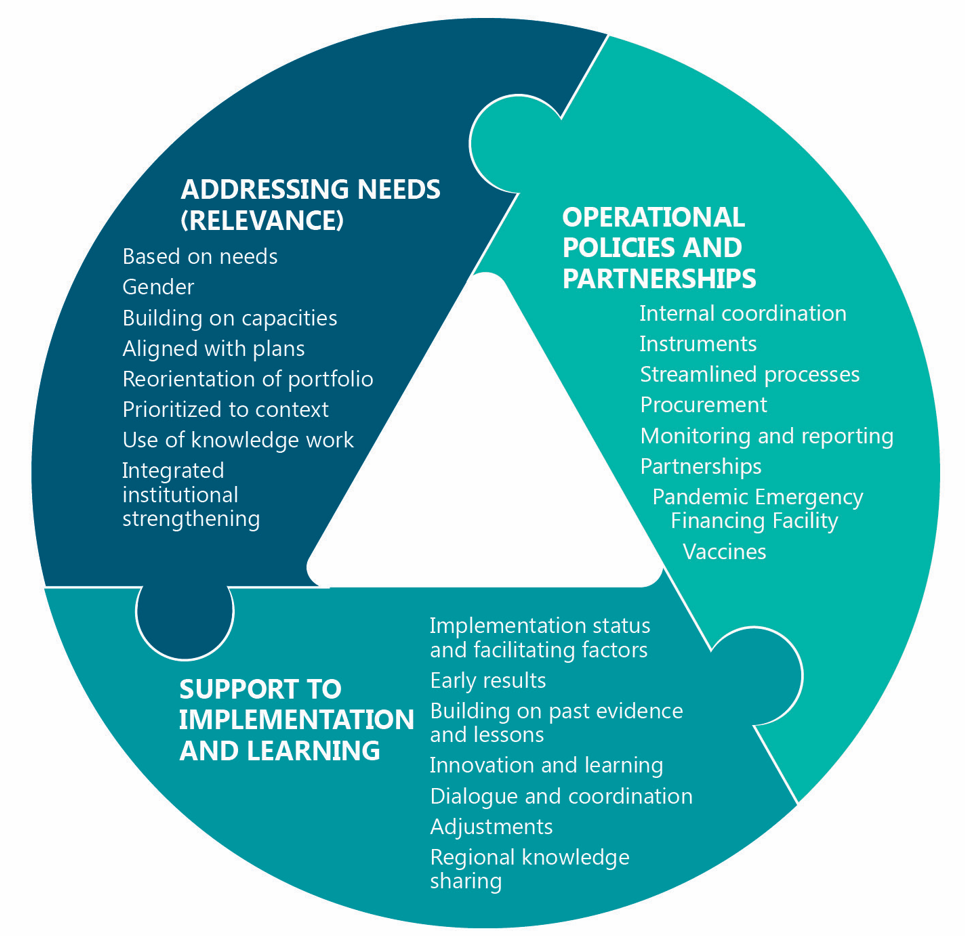 ADDRESSING NEEDS
(RELEVANCE)
Based on needs
Gender
Building on capacities
Aligned with plans
Reorientation of portfolio
Prioritized to context
Use of knowledge work
Integrated
institutional
strengthening
OPERATIONAL
POLICIES AND
PARTNERSHIPS
Internal coordination
Instruments
Streamlined processes
Procurement
Monitoring and reporting
Partnerships
Pandemic Emergency
Financing Facility
Vaccines
SUPPORT TO
IMPLEMENTATION
AND LEARNING
Implementation status
and facilitating factors
Early results
Building on past evidence
and lessons
Innovation and learning
Dialogue and coordination
Adjustments
Regional knowledge
sharing